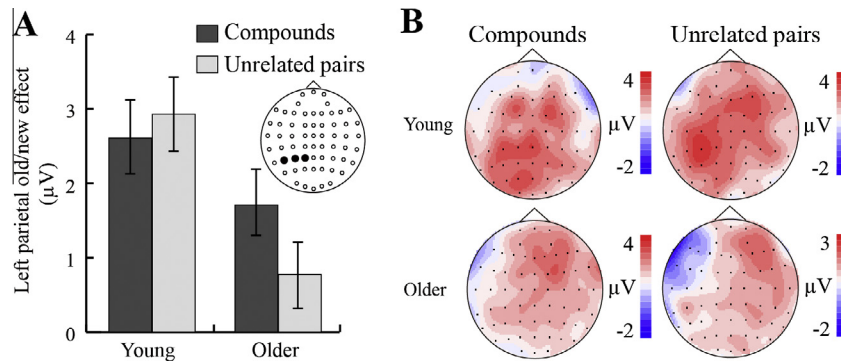 A
Left parietal old/new effect
(µV)
4
3
2
1
0
Compounds
Unrelated pairs
Young
Older
B
Compounds
Unrelated pairs
Young
4
µV
-2
4
µV
-2
Older
4
µV
-2
3
µV
-2